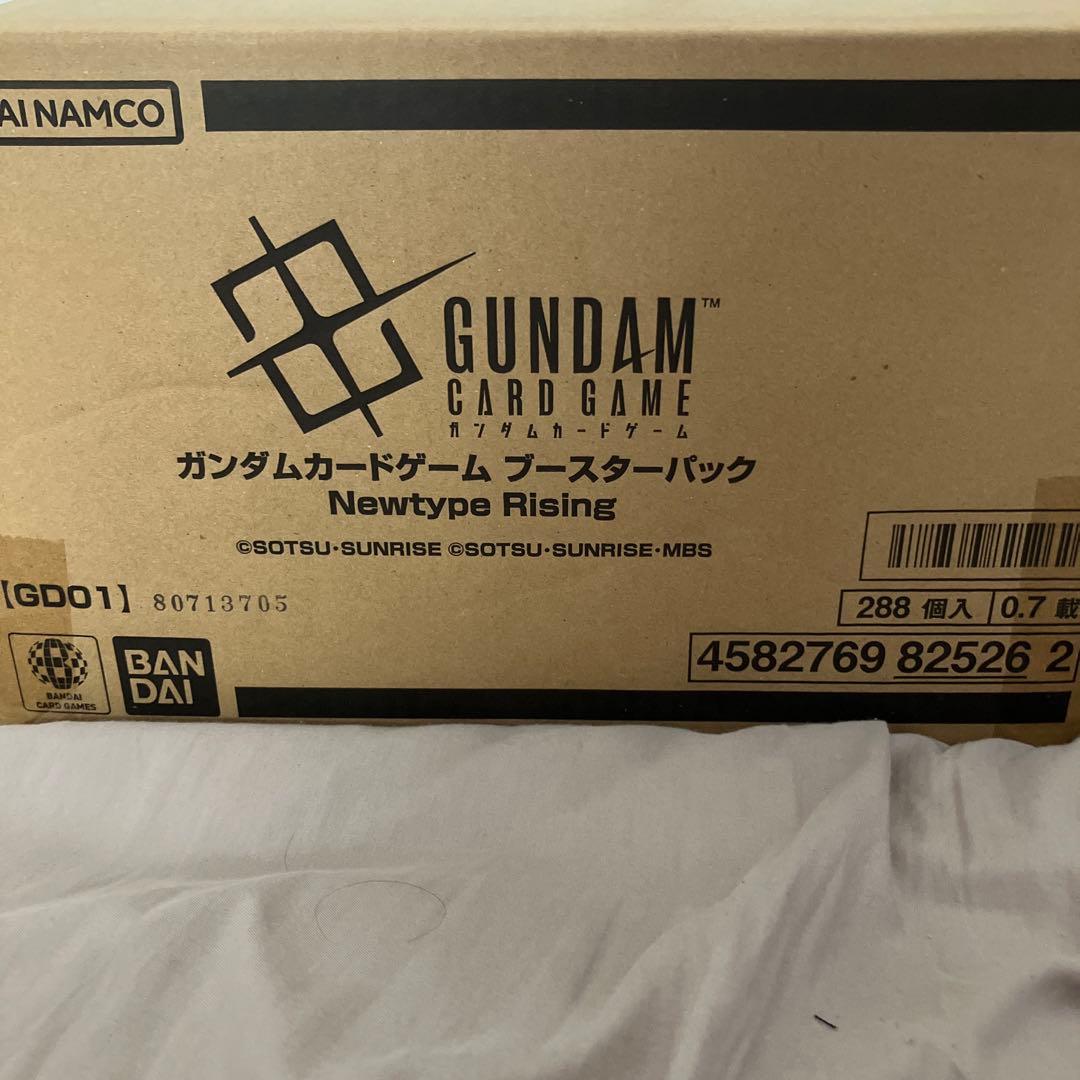 AI NAMCO
GUNDAM™
CARD GAME
ガンダムカードゲーム
ガンダムカードゲーム ブースターパック
Newtype Rising
©SOTSU・SUNRISE ©SOTSU・SUNRISE・MBS
【GD01】 80713705
288 個入 0.7 載
4582769 82526 2
BANDAI
CARD GAMES
BAN
DAI